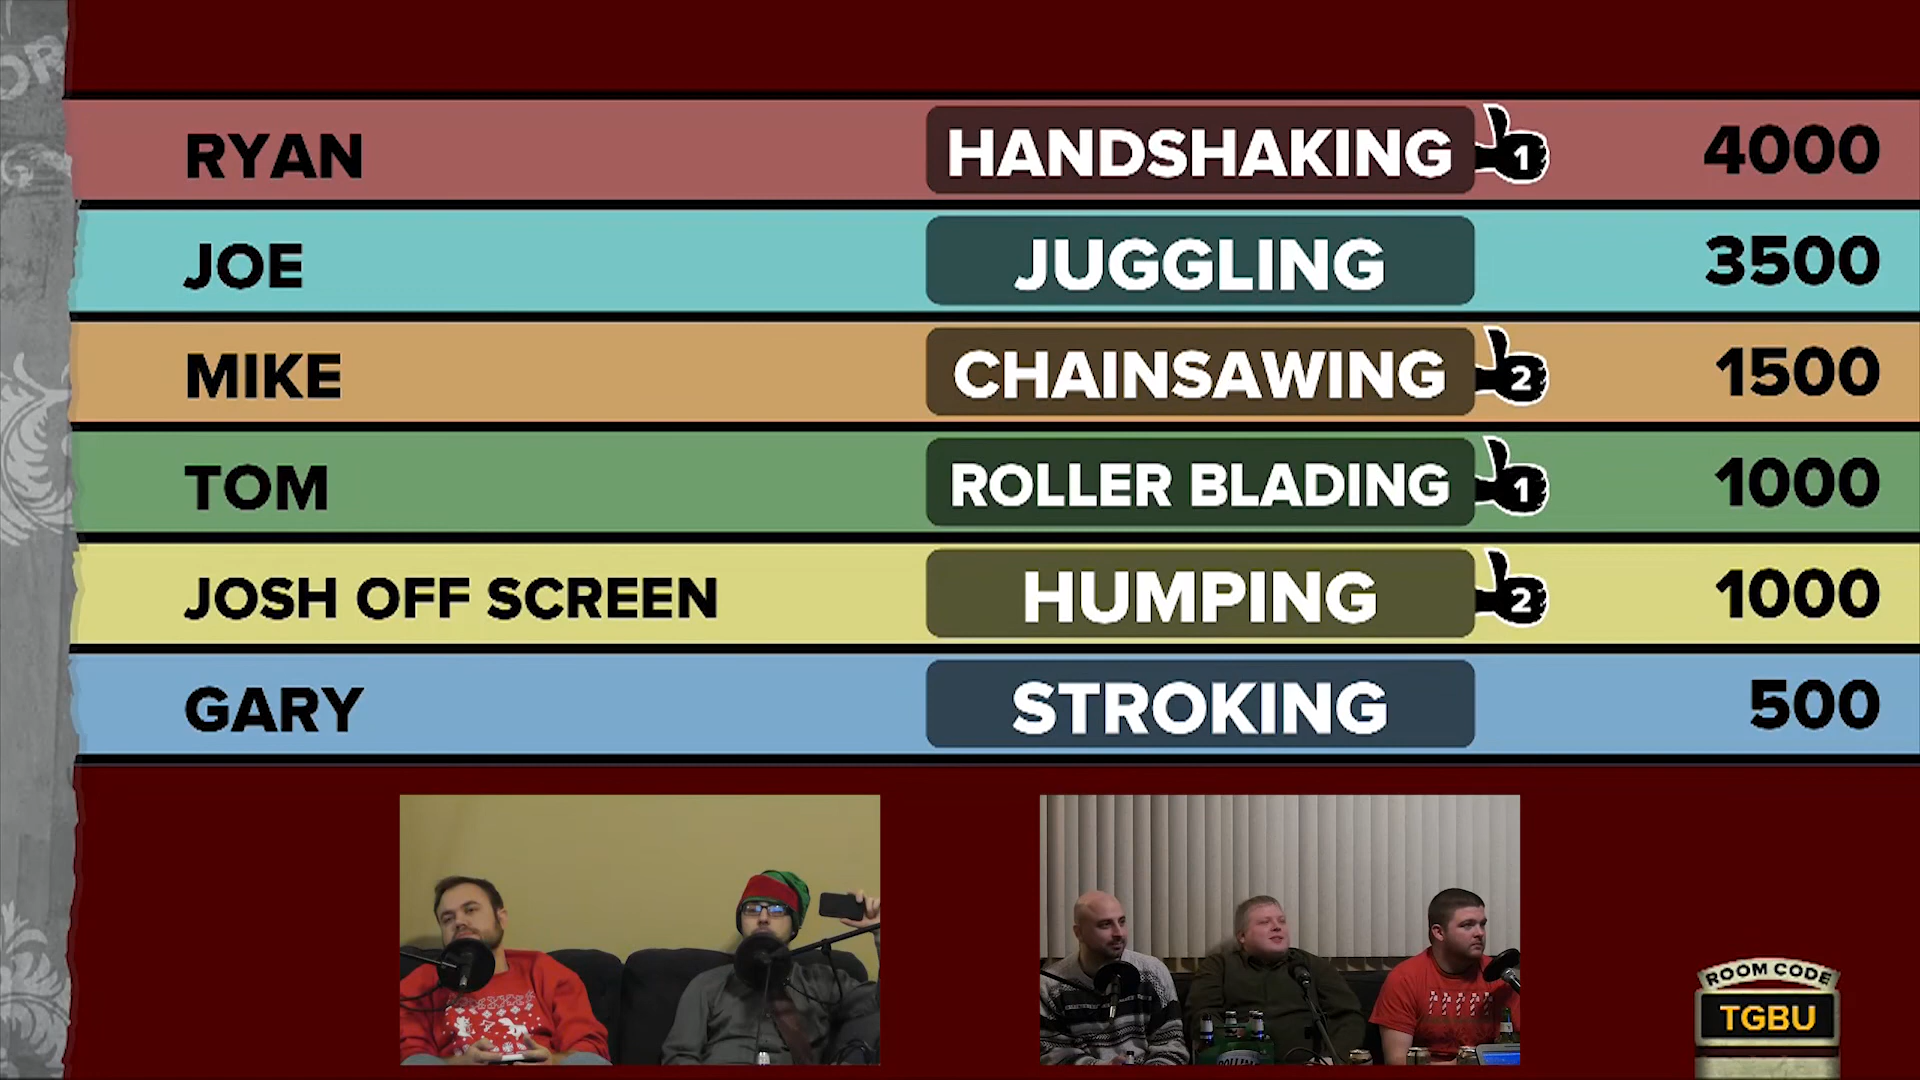 RYAN HANDSHAKING 1 4000
JOE JUGGLING 3500
MIKE CHAINSAWING 2 1500
TOM ROLLER BLADING 1 1000
JOSH OFF SCREEN HUMPING 2 1000
GARY STROKING 500
ROOM CODE
TGBU